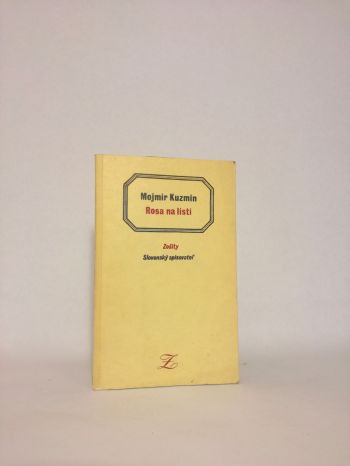 Mojmír Kuzmin
Rosa na listí
Zošity
Slovenský spisovateľ
Z